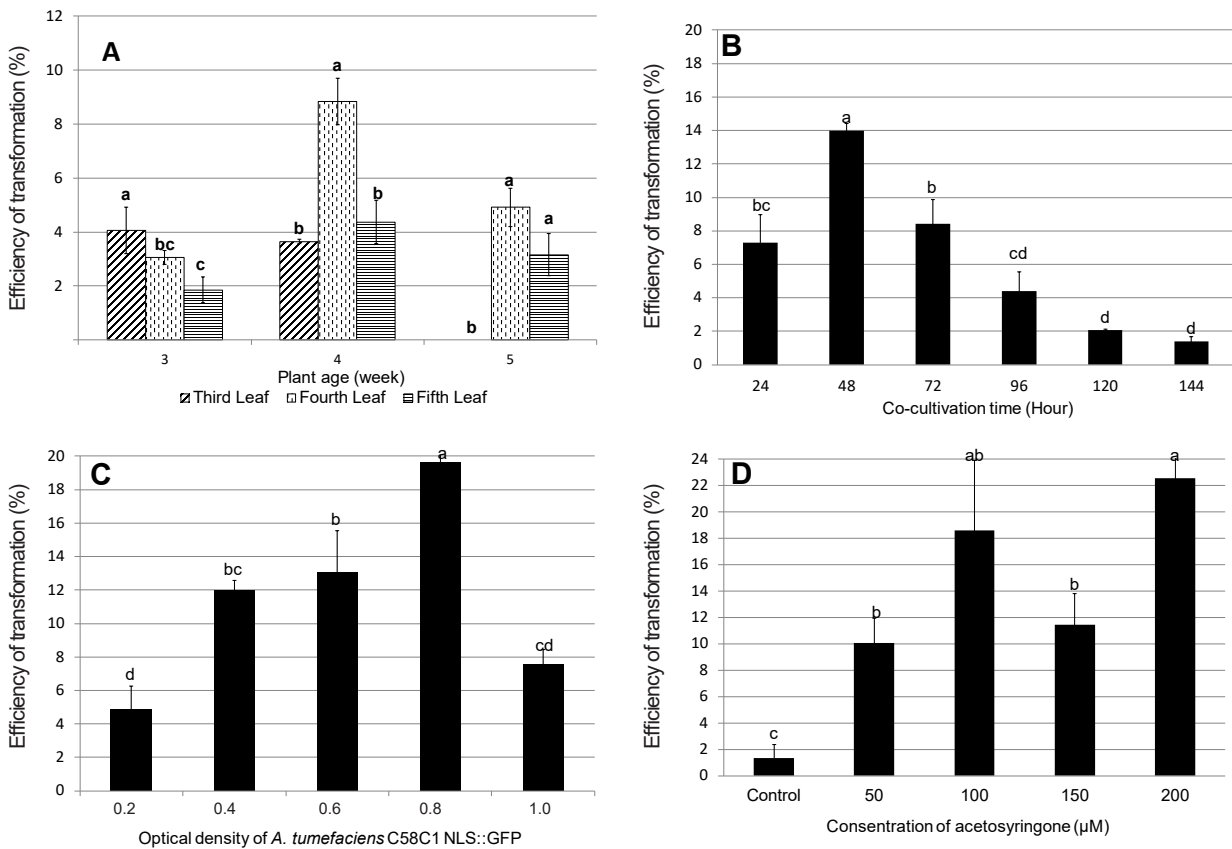 A
Efficiency of transformation (%)
12
10
8
6
4
2
a
bc
c
b
a
b
b
a
a
3 4 5
Plant age (week)
Third Leaf Fourth Leaf Fifth Leaf
B
Efficiency of transformation (%)
20
18
16
14
12
10
8
6
4
2
0
bc
a
b
cd
d
d
24 48 72 96 120 144
Co-cultivation time (Hour)
C
Efficiency of transformation (%)
20
18
16
14
12
10
8
6
4
2
0
d
bc
b
a
cd
0.2 0.4 0.6 0.8 1.0
Optical density of A. tumefaciens C58C1 NLS::GFP
D
Efficiency of transformation (%)
24
22
20
18
16
14
12
10
8
6
4
2
0
c
b
ab
b
a
Control 50 100 150 200
Consentration of acetosyringone (µM)